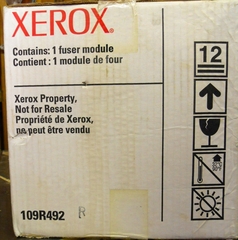 XEROX®
Contains: 1 fuser module
Contient : 1 module de four
12
Xerox Property,
Not for Resale
Propriété de Xerox,
ne peut être vendu
109R492 R